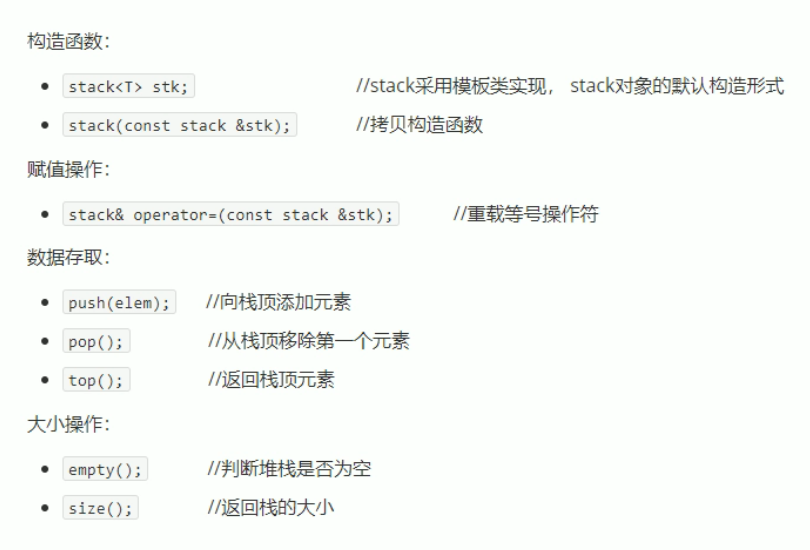 构造函数：
stack<T> stk; //stack采用模板类实现， stack对象的默认构造形式
stack(const stack &stk); //拷贝构造函数
赋值操作：
stack& operator=(const stack &stk); //重载等号操作符
数据存取：
push(elem); //向栈顶添加元素
pop(); //从栈顶移除第一个元素
top(); //返回栈顶元素
大小操作：
empty(); //判断堆栈是否为空
size(); //返回栈的大小